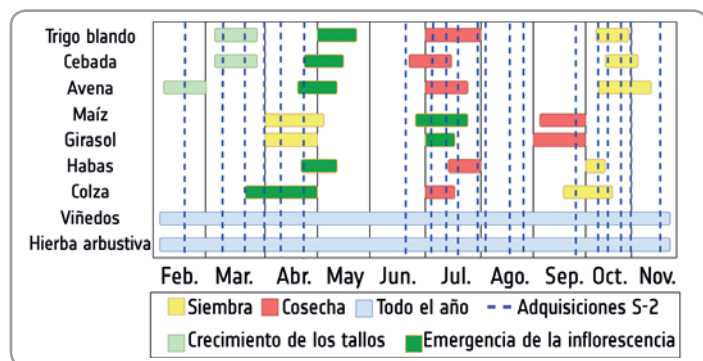 Trigo blando
Cebada
Avena
Maíz
Girasol
Habas
Colza
Viñedos
Hierba arbustiva
Feb. Mar. Abr. May Jun. Jul. Ago. Sep. Oct. Nov.
Siembra Cosecha Todo el año Adquisiciones S-2
Crecimiento de los tallos Emergencia de la inflorescencia